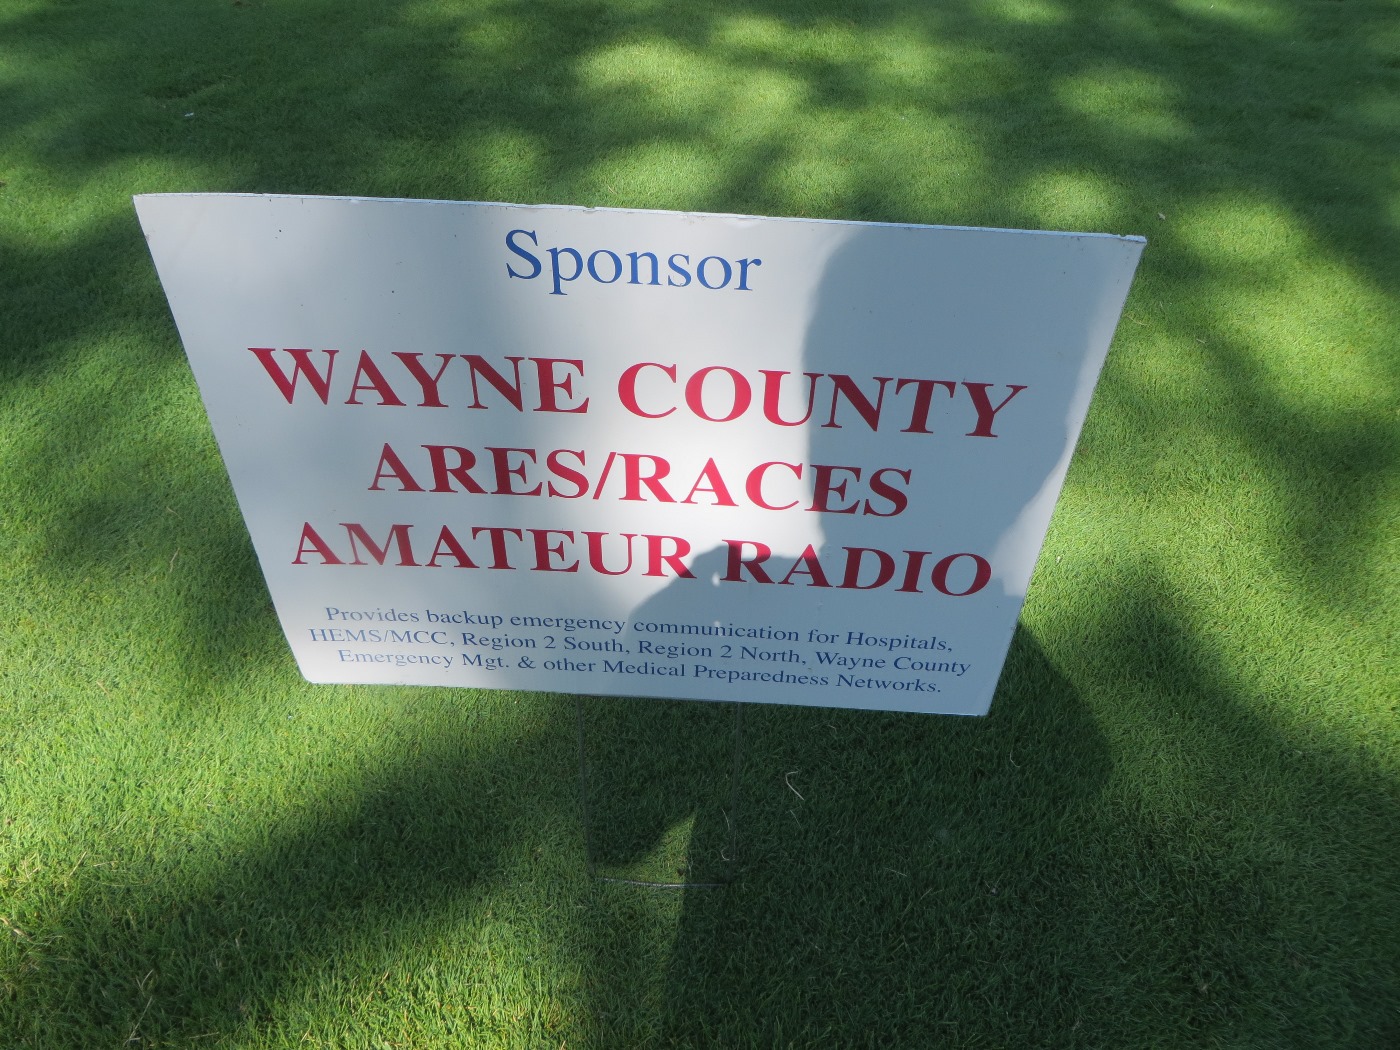 Sponsor
WAYNE COUNTY
ARES/RACES
AMATEUR RADIO
Provides backup emergency communication for Hospitals,
HEMS/MCC, Region 2 South, Region 2 North, Wayne County
Emergency Mgt. & other Medical Preparedness Networks.